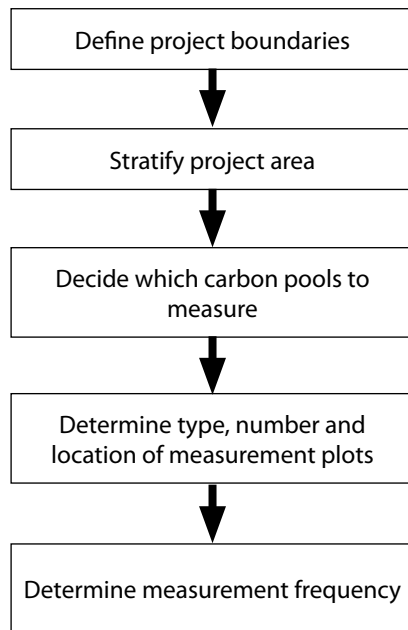 Define project boundaries
Stratify project area
Decide which carbon pools to
measure
Determine type, number and
location of measurement plots
Determine measurement frequency